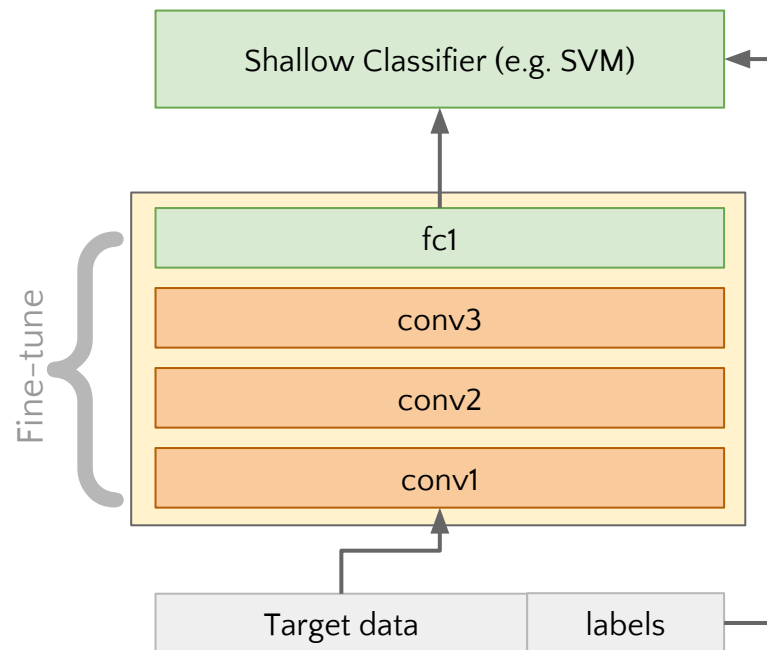 Shallow Classifier (e.g. SVM)
fc1
conv3
conv2
conv1
Fine-tune
Target data
labels